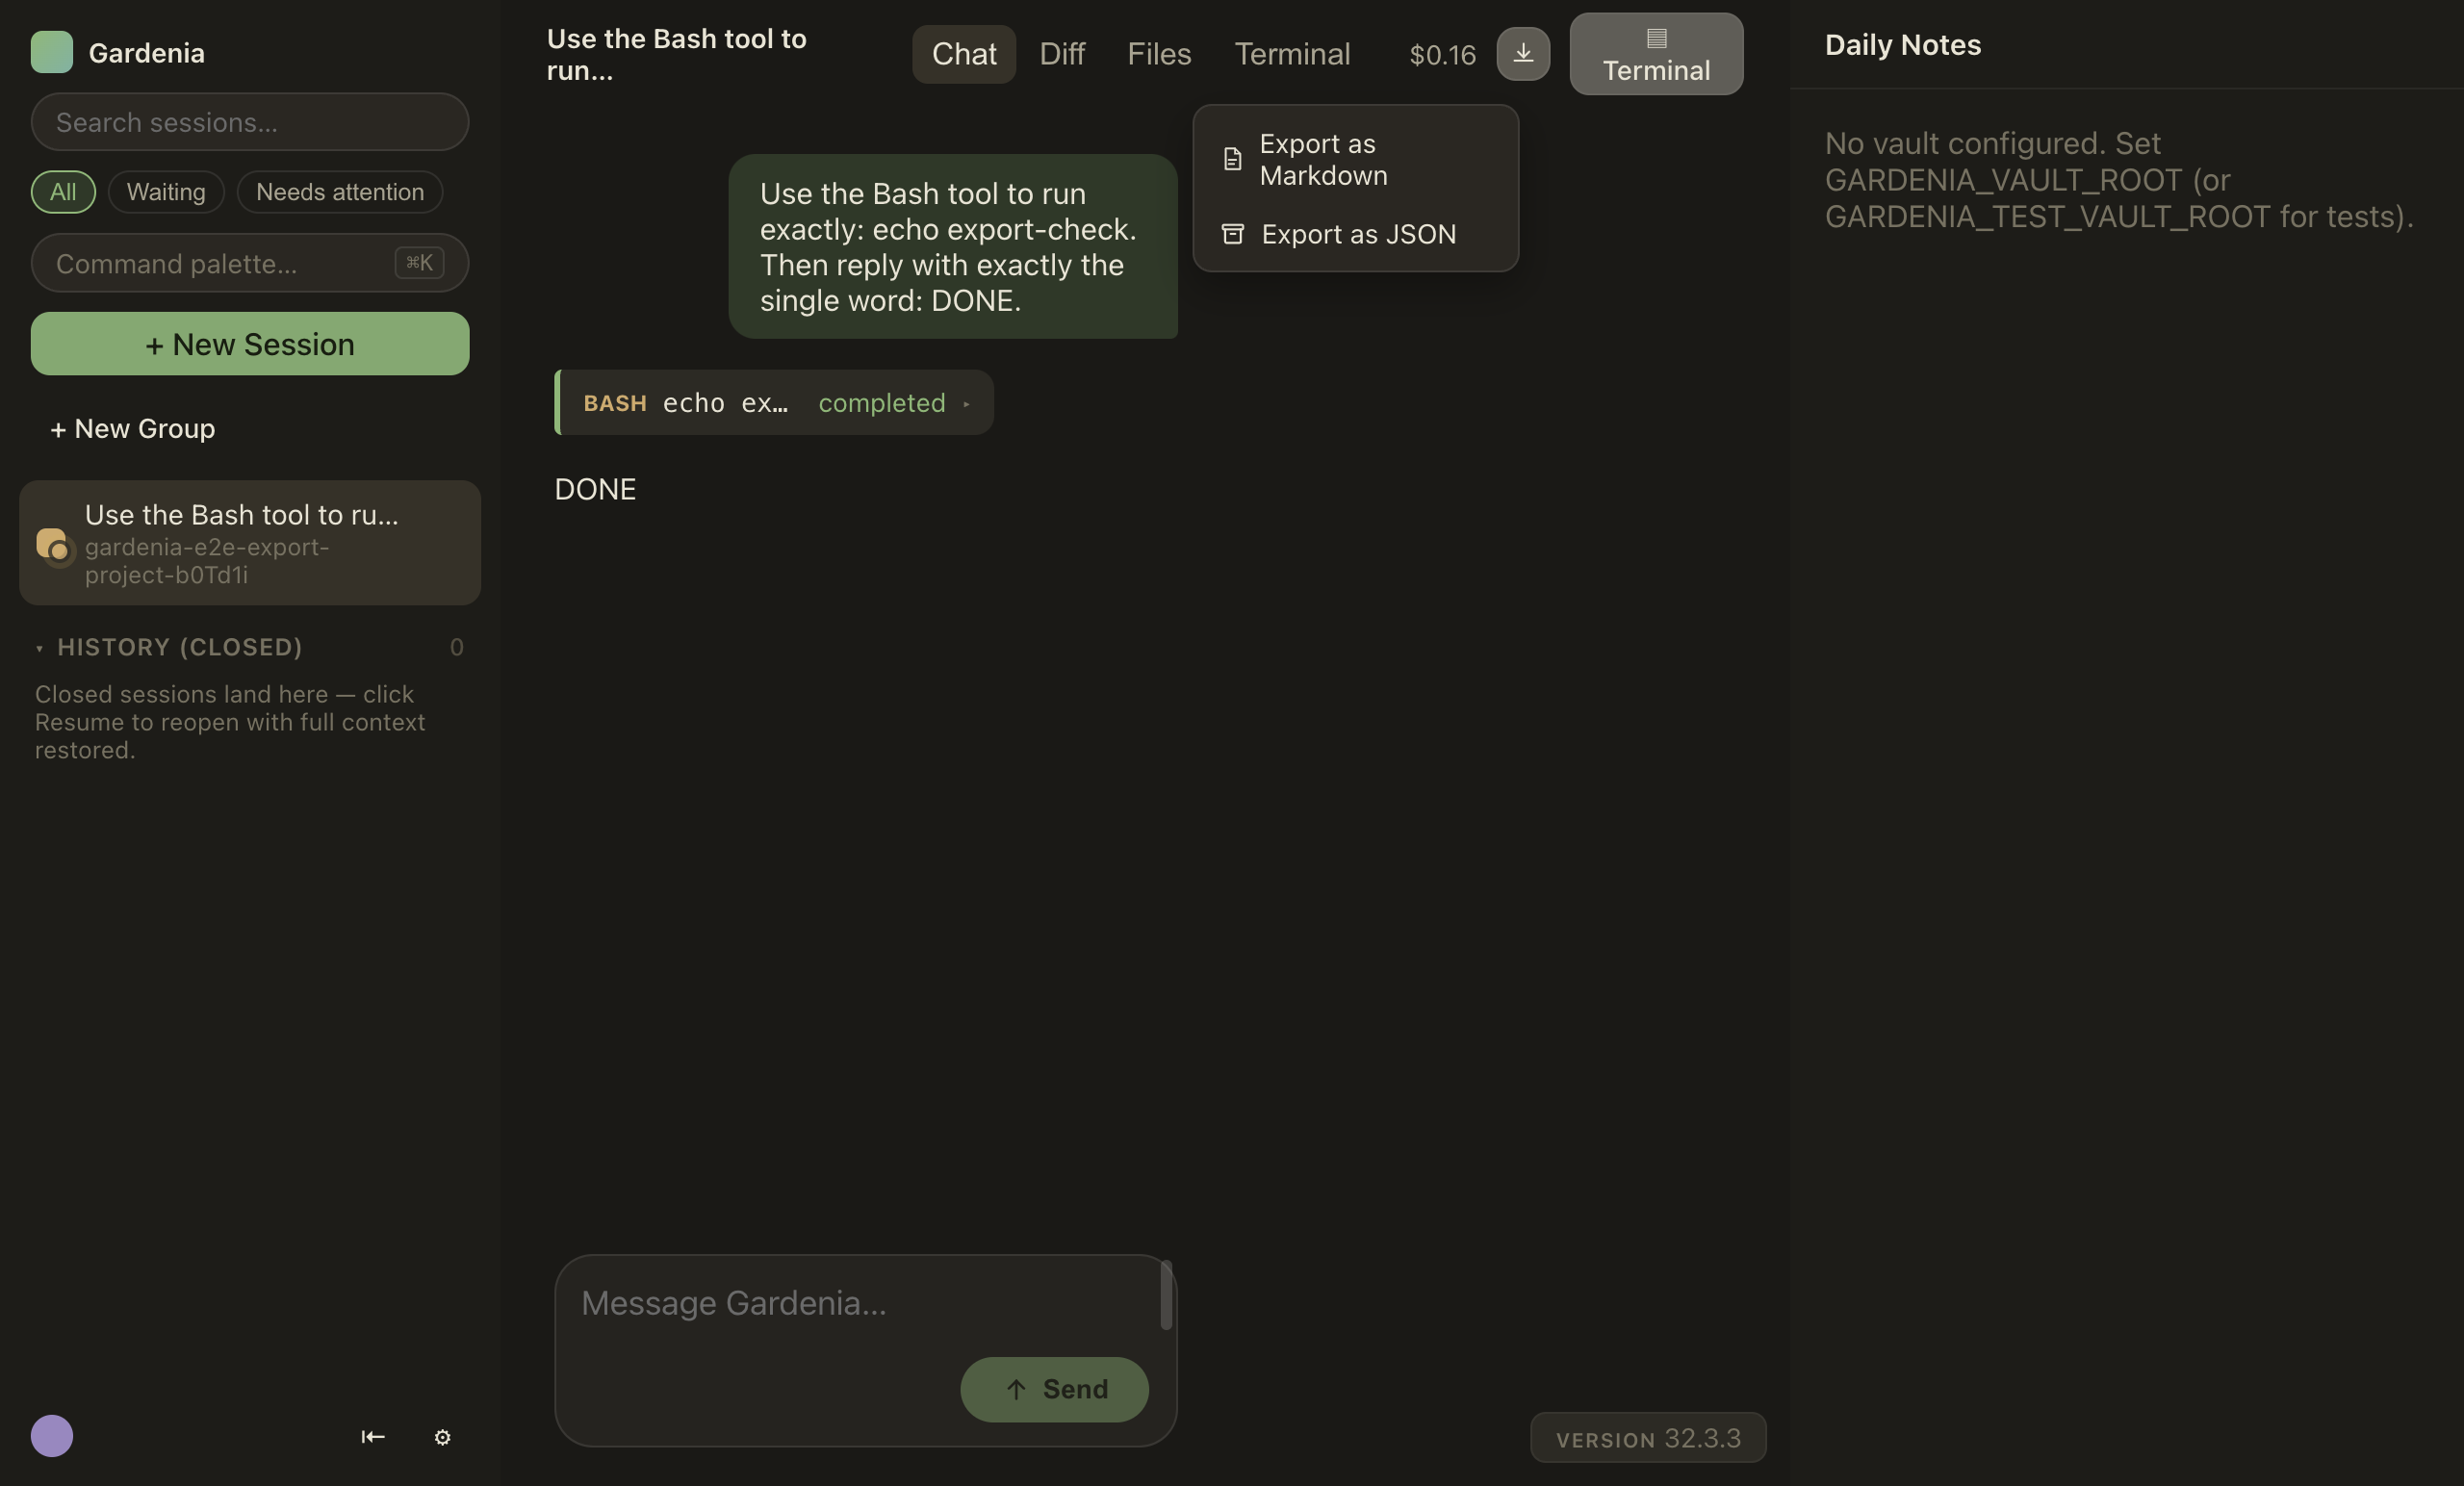 Gardenia
Search sessions...
All
Waiting
Needs attention
Command palette...
⌘K
+ New Session
+ New Group
Use the Bash tool to ru...
gardenia-e2e-export-
project-b0Td1i
HISTORY (CLOSED)
0
Closed sessions land here — click
Resume to reopen with full context
restored.
Use the Bash tool to
run...
Chat
Diff
Files
Terminal
$0.16
Terminal
Export as
Markdown
Export as JSON
Use the Bash tool to run
exactly: echo export-check.
Then reply with exactly the
single word: DONE.
BASH echo ex… completed
DONE
Message Gardenia...
Send
VERSION 32.3.3
Daily Notes
No vault configured. Set
GARDENIA_VAULT_ROOT (or
GARDENIA_TEST_VAULT_ROOT for tests).